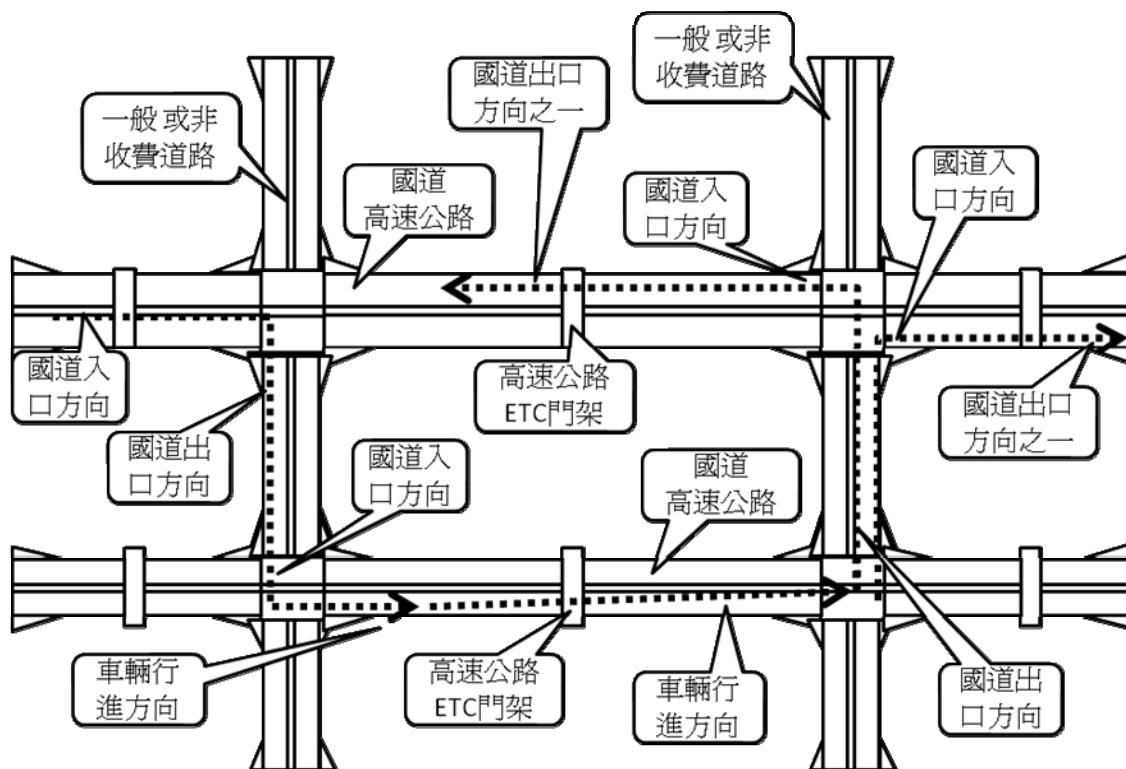 一般 或非
收費道路
國道出口
方向之一
一般 或非
收費道路
國道
高速公路
國道入
口方向
國道入
口方向
國道入
口方向
國道出
口方向
高速公路
ETC門架
國道出口
方向之一
國道入
口方向
國道
高速公路
車輛行
進方向
高速公路
ETC門架
車輛行
進方向
國道出
口方向